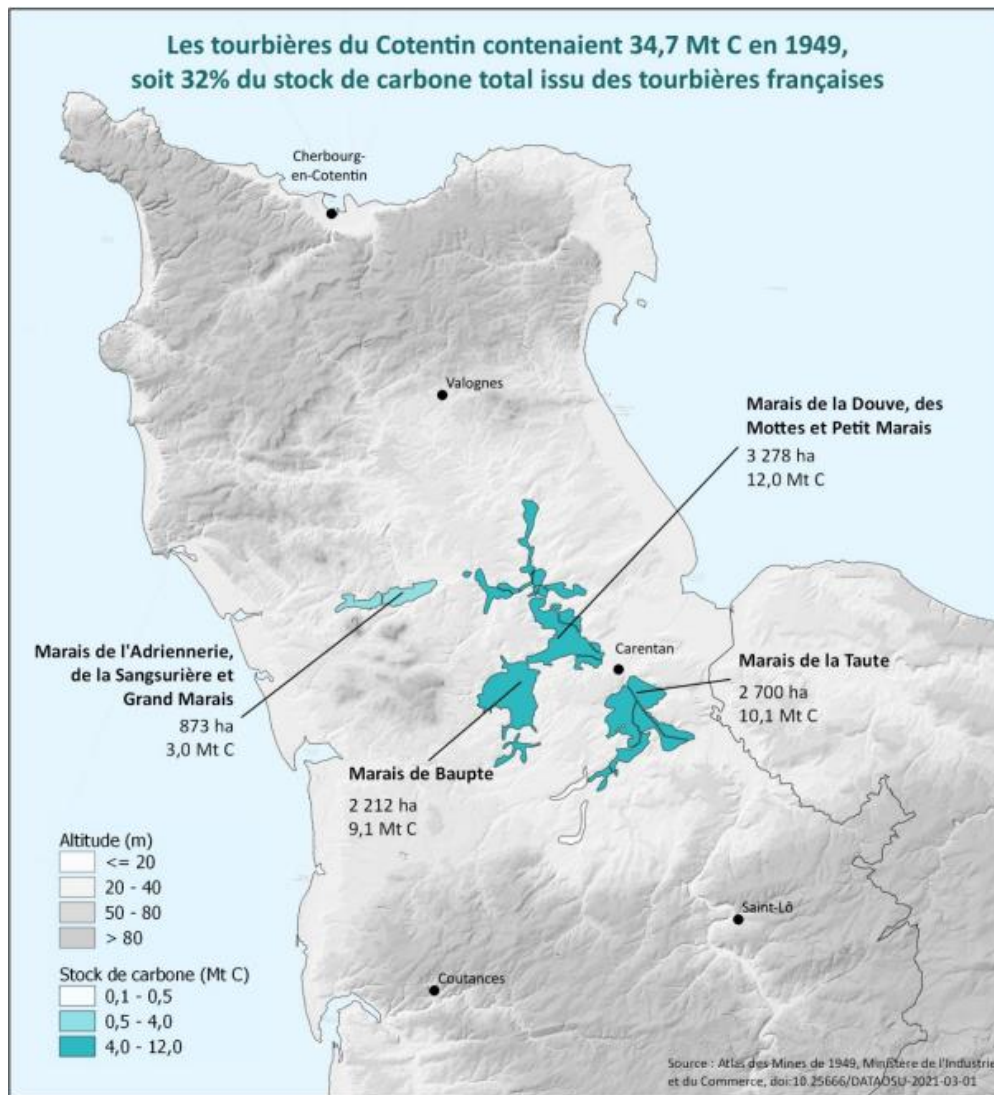 Les tourbières du Cotentin contenaient 34,7 Mt C en 1949,
soit 32% du stock de carbone total issu des tourbières françaises
Cherbourg-
en-Cotentin
Valognes
Marais de la Douve, des
Mottes et Petit Marais
3 278 ha
12,0 Mt C
Marais de l'Adriennerie,
de la Sangsurière et
Grand Marais
873 ha
3,0 Mt C
Carentan
Marais de la Taute
2 700 ha
10,1 Mt C
Marais de Baupte
2 212 ha
9,1 Mt C
Altitude (m)
<= 20
20 - 40
50 - 80
> 80
Stock de carbone (Mt C)
0,1 - 0,5
0,5 - 4,0
4,0 - 12,0
Saint-Lô
Coutances
Source : Atlas des Mines de 1949, Ministère de l'Industrie
et du Commerce, doi:10.25666/DATAOSU-2021-03-01